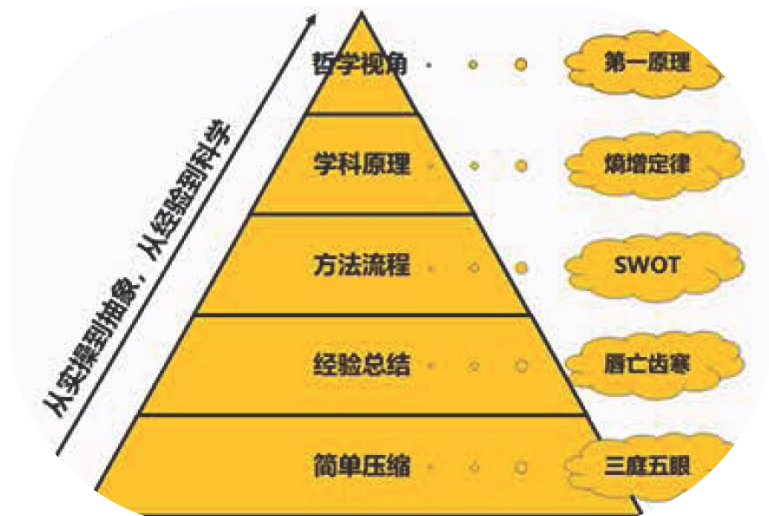 哲学视角
第一原理
学科原理
熵增定律
方法流程
SWOT
经验总结
唇亡齿寒
简单压缩
三庭五眼
从实操到抽象，从经验到科学